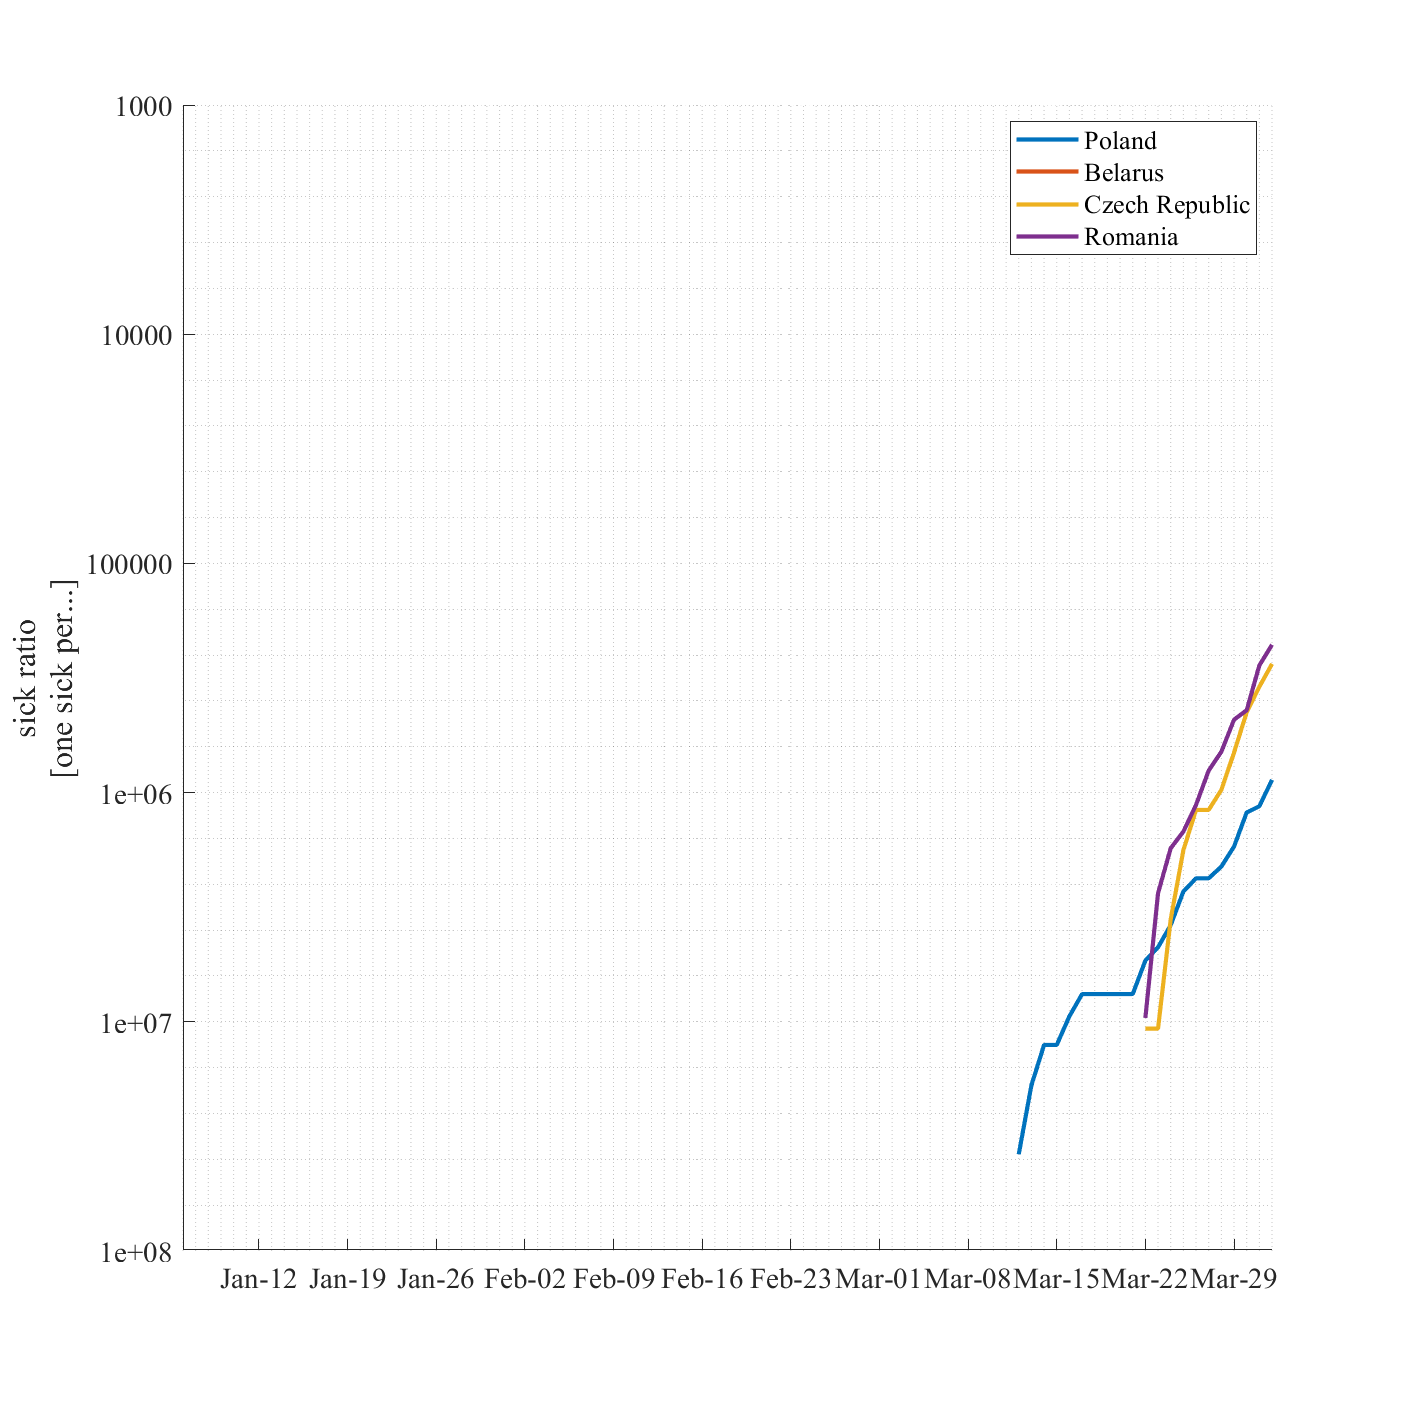 1000
10000
100000
1e+06
1e+07
1e+08
sick ratio
[one sick per...]
Poland
Belarus
Czech Republic
Romania
Jan-12 Jan-19 Jan-26 Feb-02 Feb-09 Feb-16 Feb-23 Mar-01 Mar-08 Mar-15 Mar-22 Mar-29